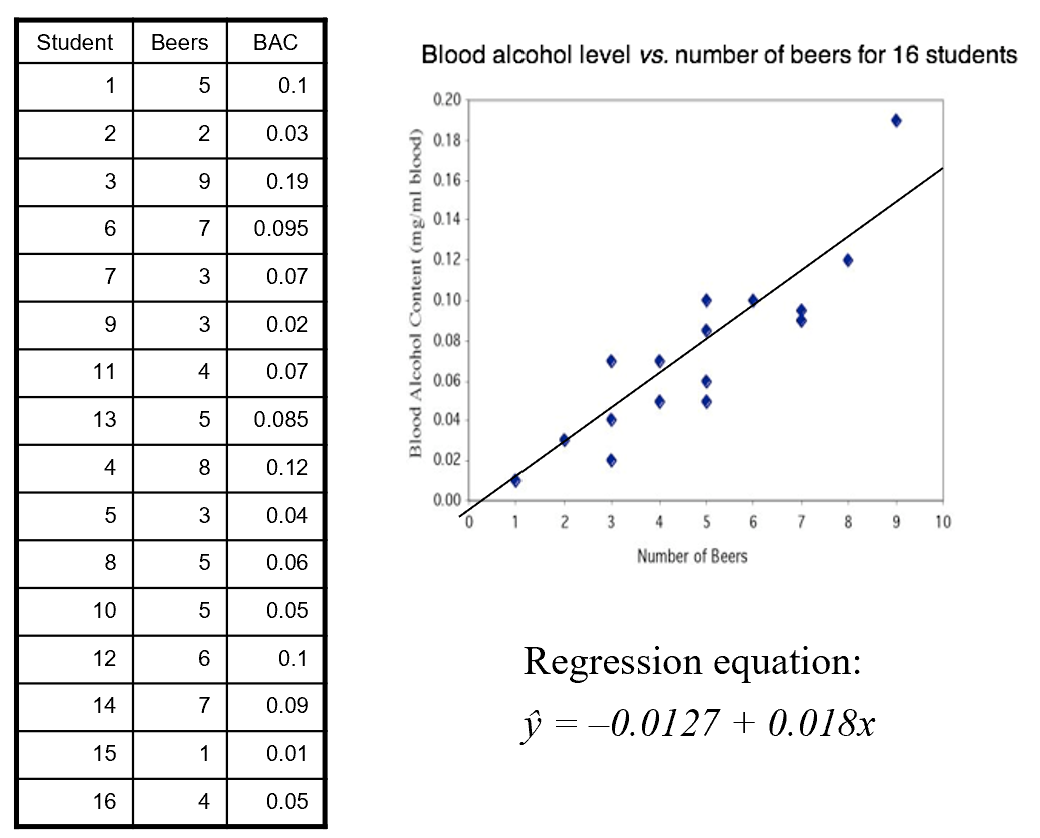 Student Beers BAC
1 5 0.1
2 2 0.03
3 9 0.19
6 7 0.095
7 3 0.07
9 3 0.02
11 4 0.07
13 5 0.085
4 8 0.12
5 3 0.04
8 5 0.06
10 5 0.05
12 6 0.1
14 7 0.09
15 1 0.01
16 4 0.05
Blood alcohol level vs. number of beers for 16 students
Blood Alcohol Content (mg/ml blood)
0.20
0.18
0.16
0.14
0.12
0.10
0.08
0.06
0.04
0.02
0.00
0 1 2 3 4 5 6 7 8 9 10
Number of Beers
Regression equation:
ŷ = –0.0127 + 0.018x